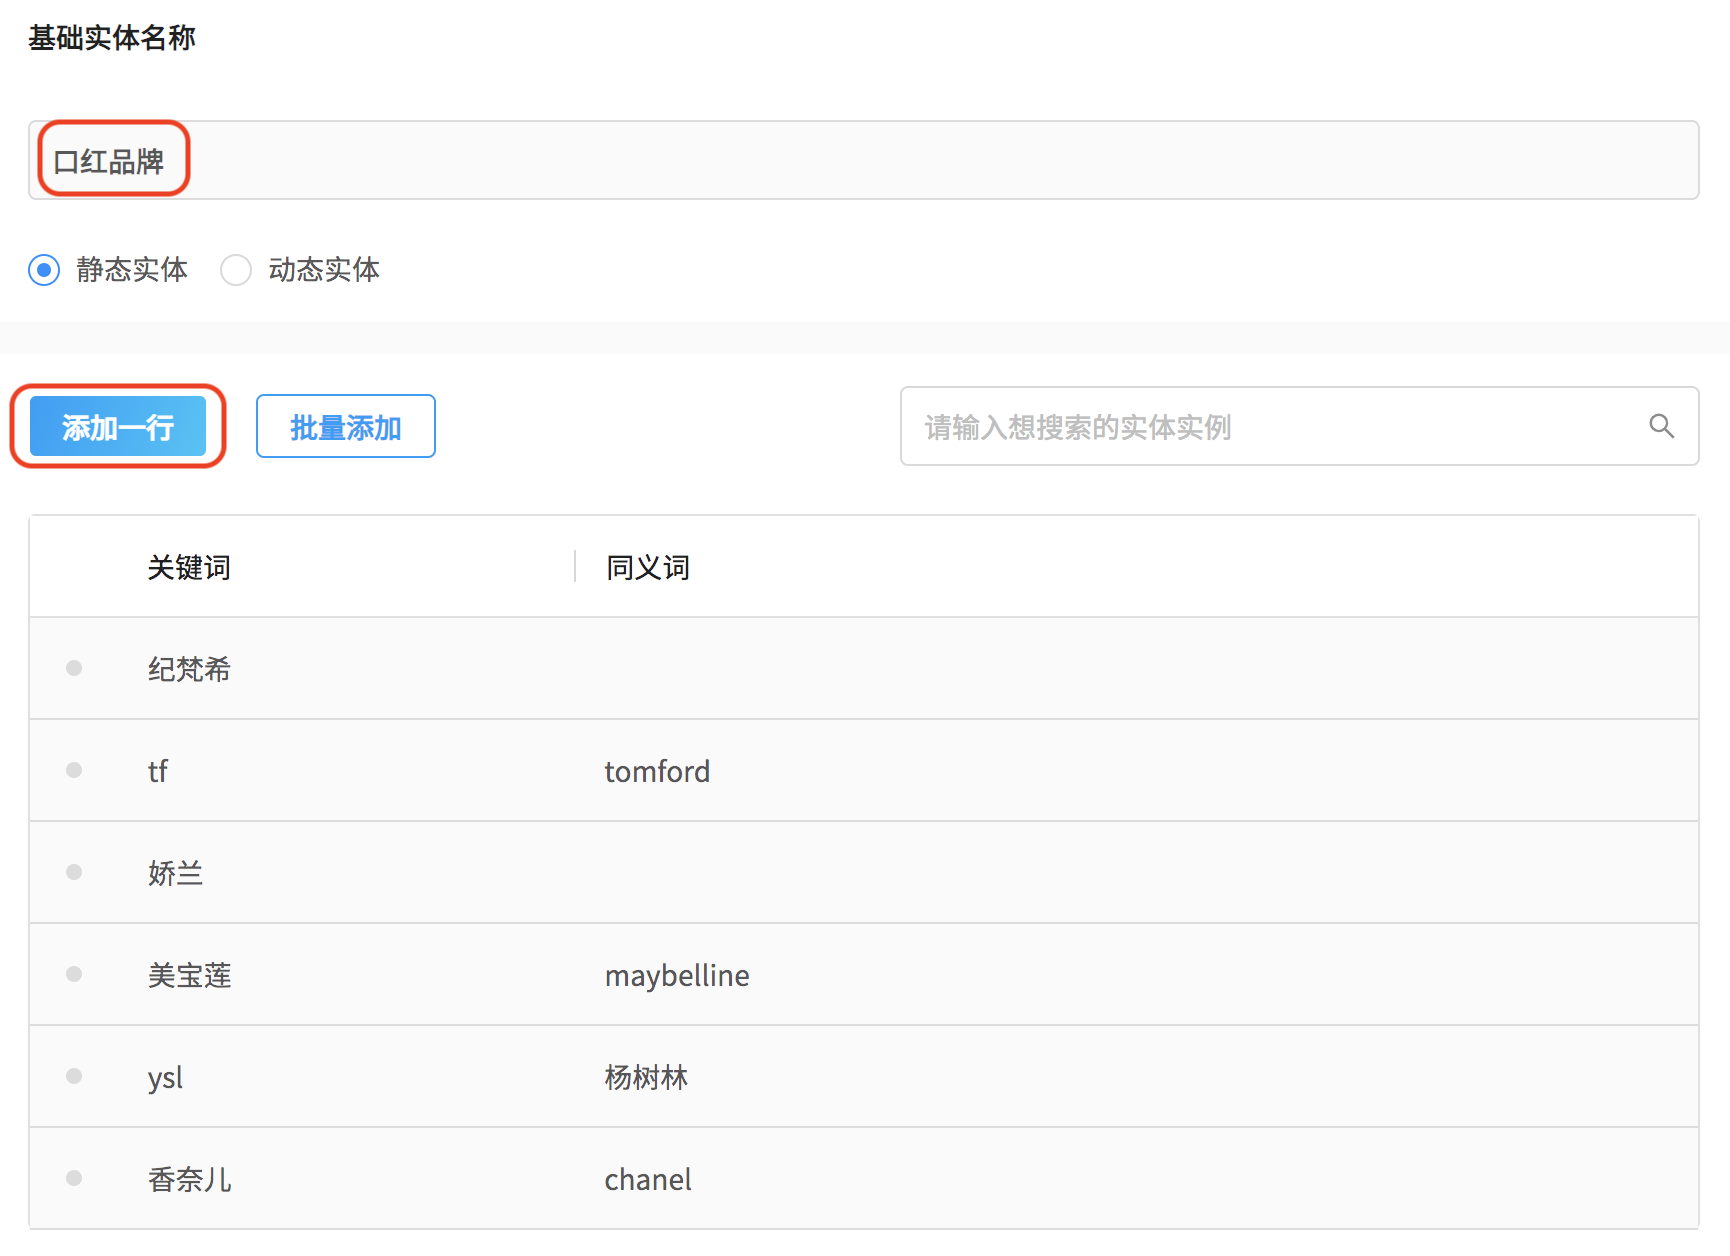 基础实体名称
口红品牌
静态实体 动态实体
添加一行 批量添加 请输入想搜索的实体实例
关键词 同义词
纪梵希
tf tomford
娇兰
美宝莲 maybelline
ysl 杨树林
香奈儿 chanel